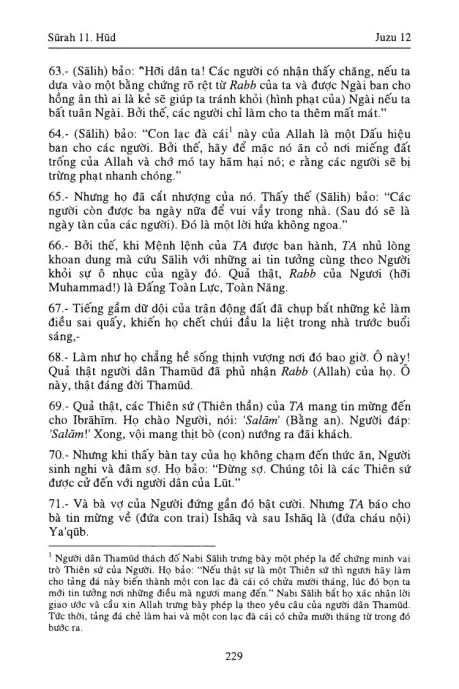 Sūrah 11. Hūd Juzu 12
63.- (Sālih) bảo: "Hỡi dân ta! Các người có nhận thấy chăng, nếu ta
dựa vào một bằng chứng rõ rệt từ Rabb của ta và được Ngài ban cho
hồng ân thì ai là kẻ sẽ giúp ta tránh khỏi (hình phạt của) Ngài nếu ta
bất tuân Ngài. Bởi thế, các người chỉ làm cho ta thêm mất mát."
64.- (Sālih) bảo: "Con lạc đà cái¹ này của Allah là một Dấu hiệu
ban cho các người. Bởi thế, hãy để mặc nó ăn cỏ nơi miếng đất
trống của Allah và chớ mó tay hãm hại nó; e rằng các người sẽ bị
trừng phạt nhanh chóng."
65.- Nhưng họ đã cắt nhượng của nó. Thấy thế (Sālih) bảo: "Các
người còn được ba ngày nữa để vui vầy trong nhà. (Sau đó sẽ là
ngày tàn của các người). Đó là một lời hứa không ngoa."
66.- Bởi thế, khi Mệnh lệnh của TA được ban hành, TA nhủ lòng
khoan dung mà cứu Sālih với những ai tin tưởng cùng theo Người
khỏi sự ô nhục của ngày đó. Quả thật, Rabb của Ngươi (hỡi
Muhammad!) là Đấng Toàn Lực, Toàn Năng.
67.- Tiếng gầm dữ dội của trận động đất đã chụp bắt những kẻ làm
điều sai quấy, khiến họ chết chúi đầu la liệt trong nhà trước buổi
sáng,-
68.- Làm như họ chẳng hề sống thịnh vượng nơi đó bao giờ. Ô này!
Quả thật người dân Thamūd đã phủ nhận Rabb (Allah) của họ. Ồ
này, thật đáng đời Thamūd.
69.- Quả thật, các Thiên sứ (Thiên thần) của TA mang tin mừng đến
cho Ibrāhīm. Họ chào Người, nói: 'Salām' (Bằng an). Người đáp:
'Salām!' Xong, vội mang thịt bò (con) nướng ra đãi khách.
70.- Nhưng khi thấy bàn tay của họ không chạm đến thức ăn, Người
sinh nghi và đâm sợ. Họ bảo: "Đừng sợ. Chúng tôi là các Thiên sứ
được cử đến với người dân của Lūt."
71.- Và bà vợ của Người đứng gần đó bật cười. Nhưng TA báo cho
bà tin mừng về (đứa con trai) Ishāq và sau Ishāq là (đứa cháu nội)
Ya'qūb.
¹ Người dân Thamūd thách đố Nabi Sālih trưng bày một phép lạ để chứng minh vai
trò Thiên sứ của Người. Họ bảo: "Nếu thật sự là một Thiên sứ thì ngươi hãy làm
cho tảng đá này biến thành một con lạc đà cái có chửa mười tháng, lúc đó bọn ta
mới tin tưởng nơi những điều mà ngươi mang đến." Nabi Sālih bắt họ xác nhận lời
giao ước và cầu xin Allah trưng bày phép lạ theo yêu cầu của người dân Thamūd.
Tức thời, tảng đá chẻ làm hai và một con lạc đà cái có chửa mười tháng từ trong đó
bước ra.
229